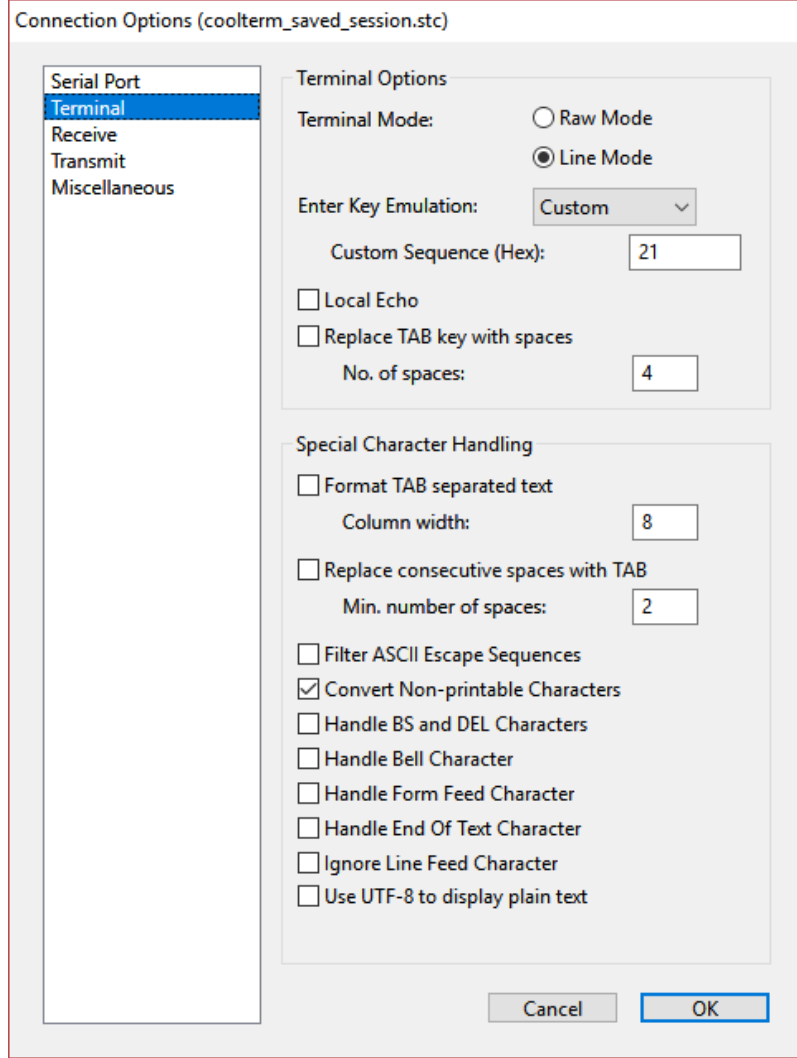 Connection Options (coolterm_saved_session.stc)
Serial Port
Terminal
Receive
Transmit
Miscellaneous
Terminal Options
Terminal Mode:
Raw Mode
Line Mode
Enter Key Emulation: Custom
Custom Sequence (Hex): 21
Local Echo
Replace TAB key with spaces
No. of spaces: 4
Special Character Handling
Format TAB separated text
Column width: 8
Replace consecutive spaces with TAB
Min. number of spaces: 2
Filter ASCII Escape Sequences
Convert Non-printable Characters
Handle BS and DEL Characters
Handle Bell Character
Handle Form Feed Character
Handle End Of Text Character
Ignore Line Feed Character
Use UTF-8 to display plain text
Cancel OK